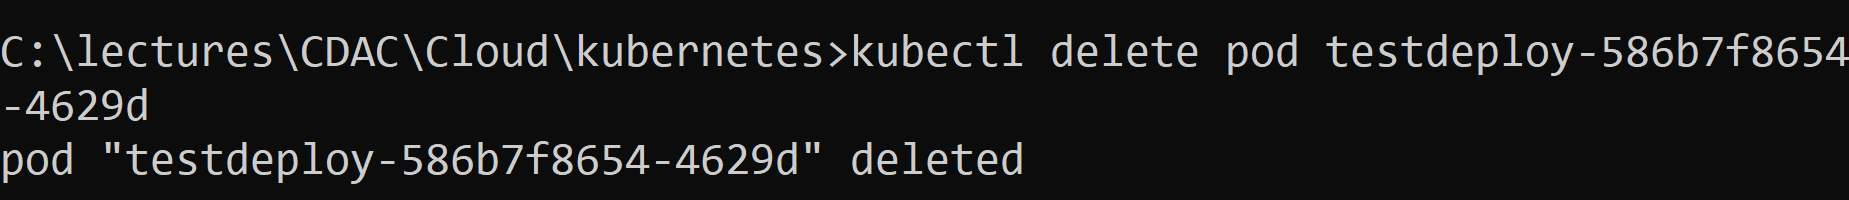 C:\lectures\CDAC\Cloud\kubernetes>kubectl delete pod testdeploy-586b7f8654
-4629d
pod "testdeploy-586b7f8654-4629d" deleted